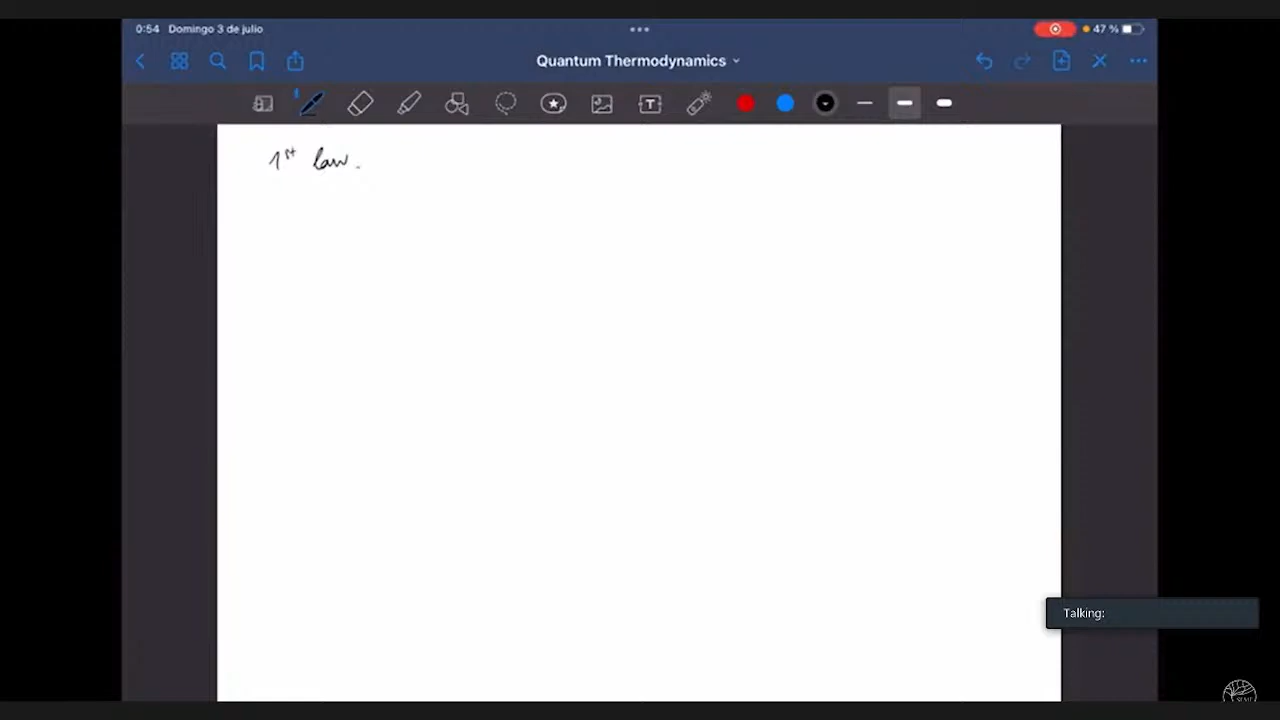 0:54 Domingo 3 de julio
47 %
Quantum Thermodynamics
T
1st law.
Talking: